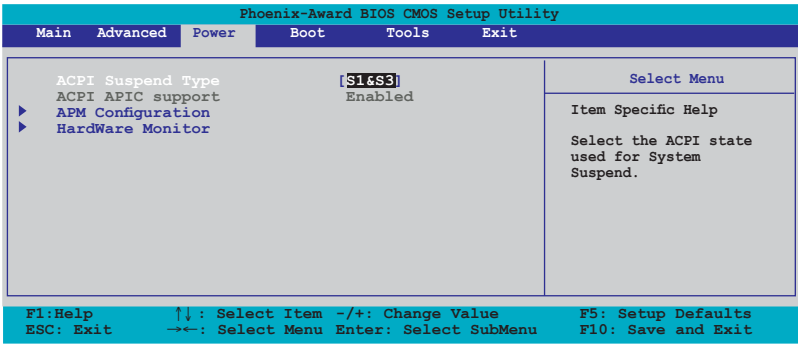 Phoenix-Award BIOS CMOS Setup Utility
Main Advanced Power Boot Tools Exit
ACPI Suspend Type [S1&S3]
ACPI APIC support Enabled
APM Configuration
HardWare Monitor
Select Menu
Item Specific Help
Select the ACPI state
used for System
Suspend.
F1:Help ↑↓: Select Item -/+: Change Value F5: Setup Defaults
ESC: Exit →←: Select Menu Enter: Select SubMenu F10: Save and Exit